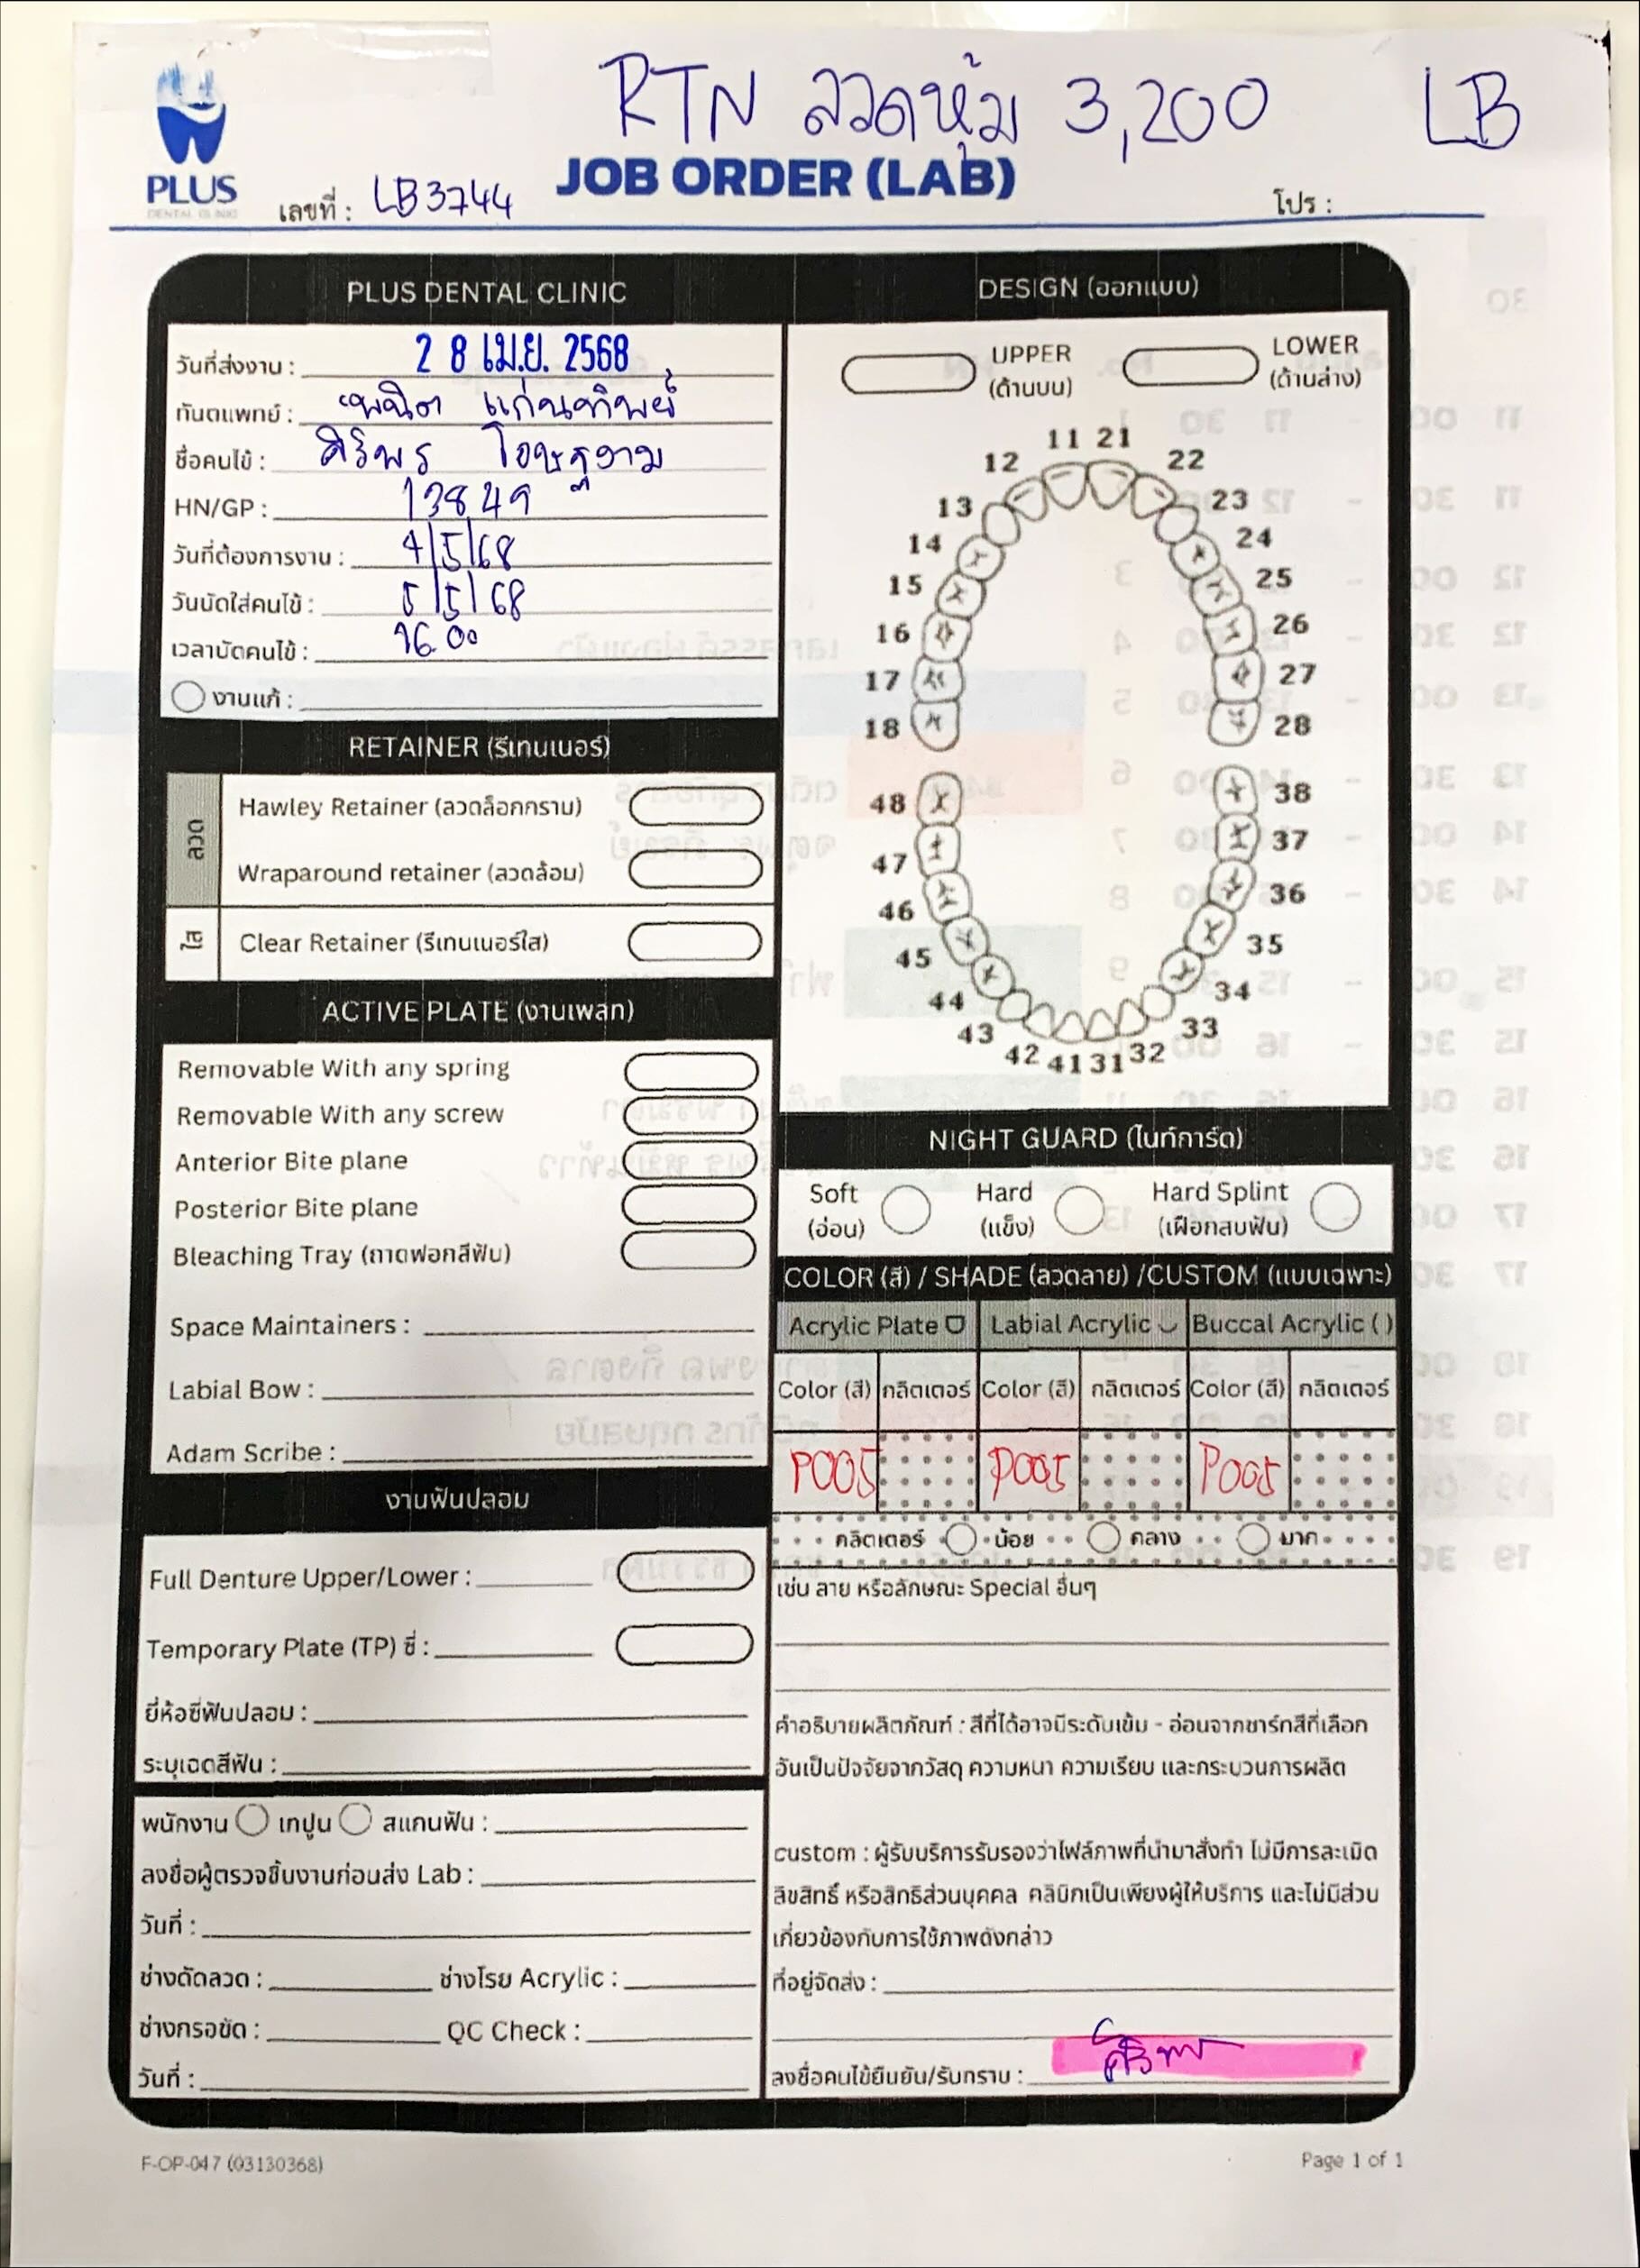 RTN ลวดหุ้ม 3,200 LB
PLUS
DENTAL CLINIC
เลขที่ : LB3744
JOB ORDER (LAB)
โปร :
PLUS DENTAL CLINIC
วันที่ส่งงาน : 2 8 เม.ย. 2568
ทันตแพทย์ : แก่นทิพย์
ชื่อคนไข้ : ศิริพร โอษฐงาม
HN/GP : 13849
วันที่ต้องการงาน : 4/5/68
วันนัดใส่คนไข้ : 5/5/68
เวลานัดคนไข้ : 16.00
งานแก้ :
RETAINER (รีเทนเนอร์)
ลวด
Hawley Retainer (ลวดล็อกกราม)
Wraparound retainer (ลวดล้อม)
ใส
Clear Retainer (รีเทนเนอร์ใส)
ACTIVE PLATE (งานเพลท)
Removable With any spring
Removable With any screw
Anterior Bite plane
Posterior Bite plane
Bleaching Tray (ถาดฟอกสีฟัน)
Space Maintainers :
Labial Bow :
Adam Scribe :
งานฟันปลอม
Full Denture Upper/Lower :
Temporary Plate (TP) ซี่ :
ยี่ห้อซี่ฟันปลอม :
ระบุเฉดสีฟัน :
พนักงาน เทปูน สแกนฟัน :
ลงชื่อผู้ตรวจชิ้นงานก่อนส่ง Lab :
วันที่ :
ช่างดัดลวด : ช่างโรย Acrylic :
ช่างกรอขัด : QC Check :
วันที่ :
DESIGN (ออกแบบ)
UPPER (ด้านบน) LOWER (ด้านล่าง)
11 21
12 22
13 23
14 24
15 25
16 26
17 27
18 28
48 38
47 37
46 36
45 35
44 34
43 33
42 41 31 32
NIGHT GUARD (ไนท์การ์ด)
Soft (อ่อน) Hard (แข็ง) Hard Splint (เฝือกสบฟัน)
COLOR (สี) / SHADE (ลวดลาย) /CUSTOM (แบบเฉพาะ)
Acrylic Plate Labial Acrylic Buccal Acrylic ( )
Color (สี) กลิตเตอร์ Color (สี) กลิตเตอร์ Color (สี) กลิตเตอร์
P005 P005 P005
กลิตเตอร์ น้อย กลาง มาก
เช่น ลาย หรือลักษณะ Special อื่นๆ
คำอธิบายผลิตภัณฑ์ : สีที่ได้อาจมีระดับเข้ม - อ่อนจากชาร์ทสีที่เลือก
อันเป็นปัจจัยจากวัสดุ ความหนา ความเรียบ และกระบวนการผลิต
custom : ผู้รับบริการรับรองว่าไฟล์ภาพที่นำมาสั่งทำ ไม่มีการละเมิด
ลิขสิทธิ์ หรือสิทธิส่วนบุคคล คลินิกเป็นเพียงผู้ให้บริการ และไม่มีส่วน
เกี่ยวข้องกับการใช้ภาพดังกล่าว
ที่อยู่จัดส่ง :
ลงชื่อคนไข้ยืนยัน/รับทราบ : ศิริพร
F-OP-047 (03130368)
Page 1 of 1